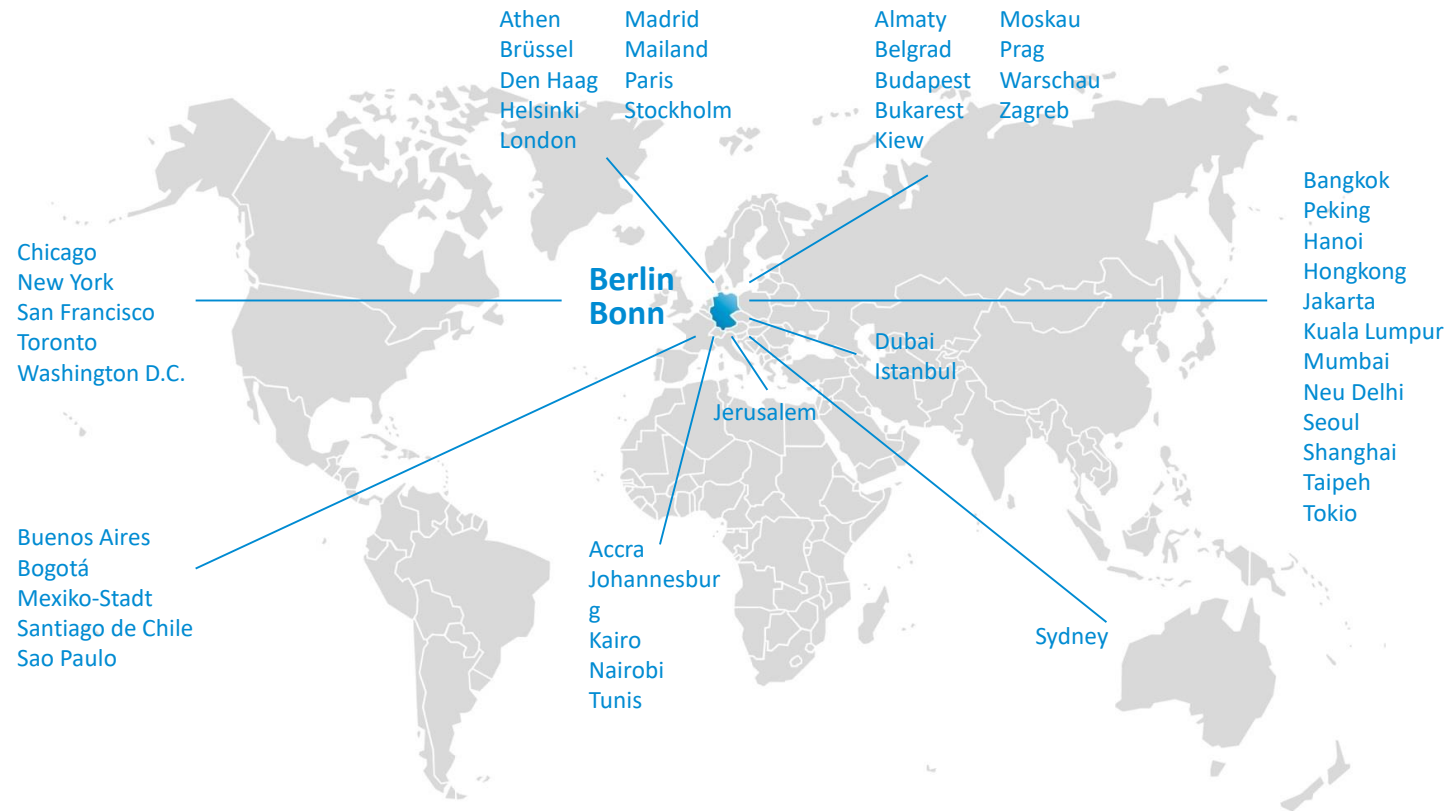 Athen
Brüssel
Den Haag
Helsinki
London
Madrid
Mailand
Paris
Stockholm
Almaty
Belgrad
Budapest
Bukarest
Kiew
Moskau
Prag
Warschau
Zagreb
Bangkok
Peking
Hanoi
Hongkong
Jakarta
Kuala Lumpur
Mumbai
Neu Delhi
Seoul
Shanghai
Taipeh
Tokio
Chicago
New York
San Francisco
Toronto
Washington D.C.
Berlin
Bonn
Dubai
Istanbul
Jerusalem
Buenos Aires
Bogotá
Mexiko-Stadt
Santiago de Chile
Sao Paulo
Accra
Johannesbur
g
Kairo
Nairobi
Tunis
Sydney